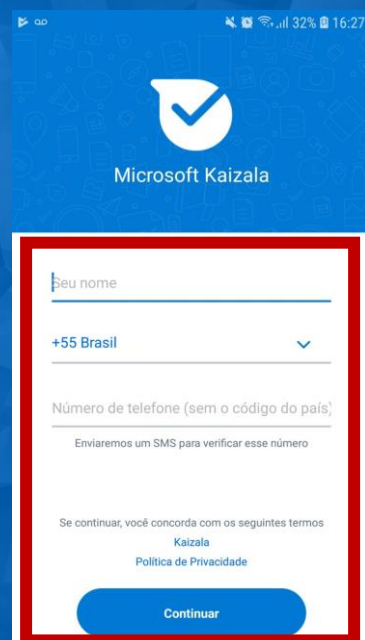 32% 16:27
Microsoft Kaizala
Seu nome
+55 Brasil
Número de telefone (sem o código do país)
Enviaremos um SMS para verificar esse número
Se continuar, você concorda com os seguintes termos
Kaizala
Política de Privacidade
Continuar